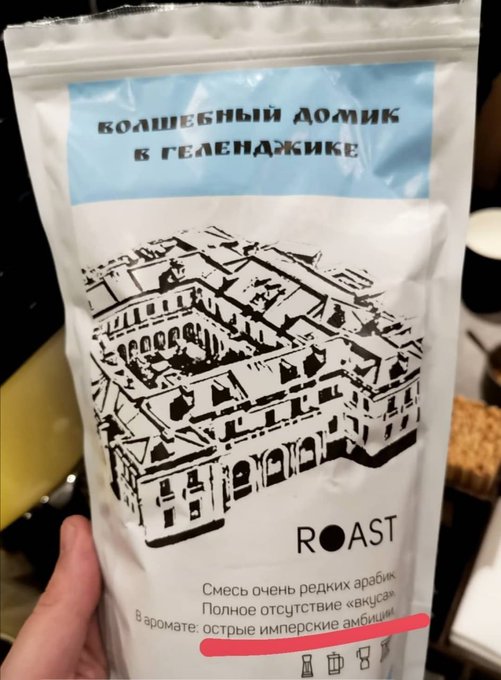 ВОЛШЕБНЫЙ ДОМИК
В ГЕЛЕНДЖИКЕ
ROAST
Смесь очень редких арабик.
Полное отсутствие «вкуса».
В аромате: острые имперские амбиции.